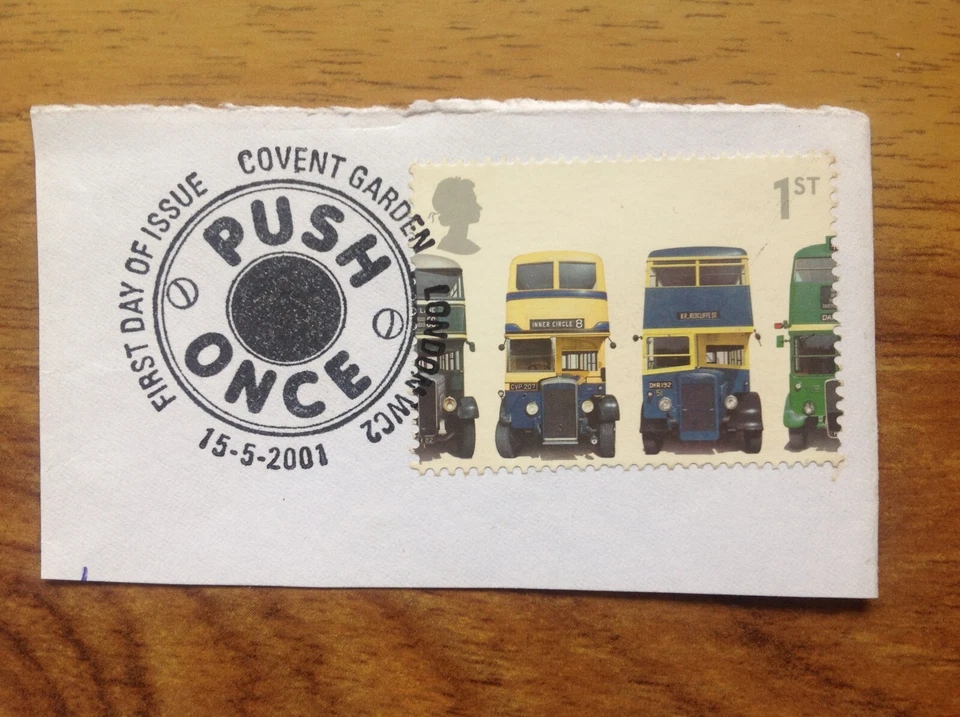 FIRST DAY OF ISSUE COVENT GARDEN LONDON WC2
PUSH
ONCE
15-5-2001
1ST
INNER CIRCLE 8
CVP 207
DHR 192